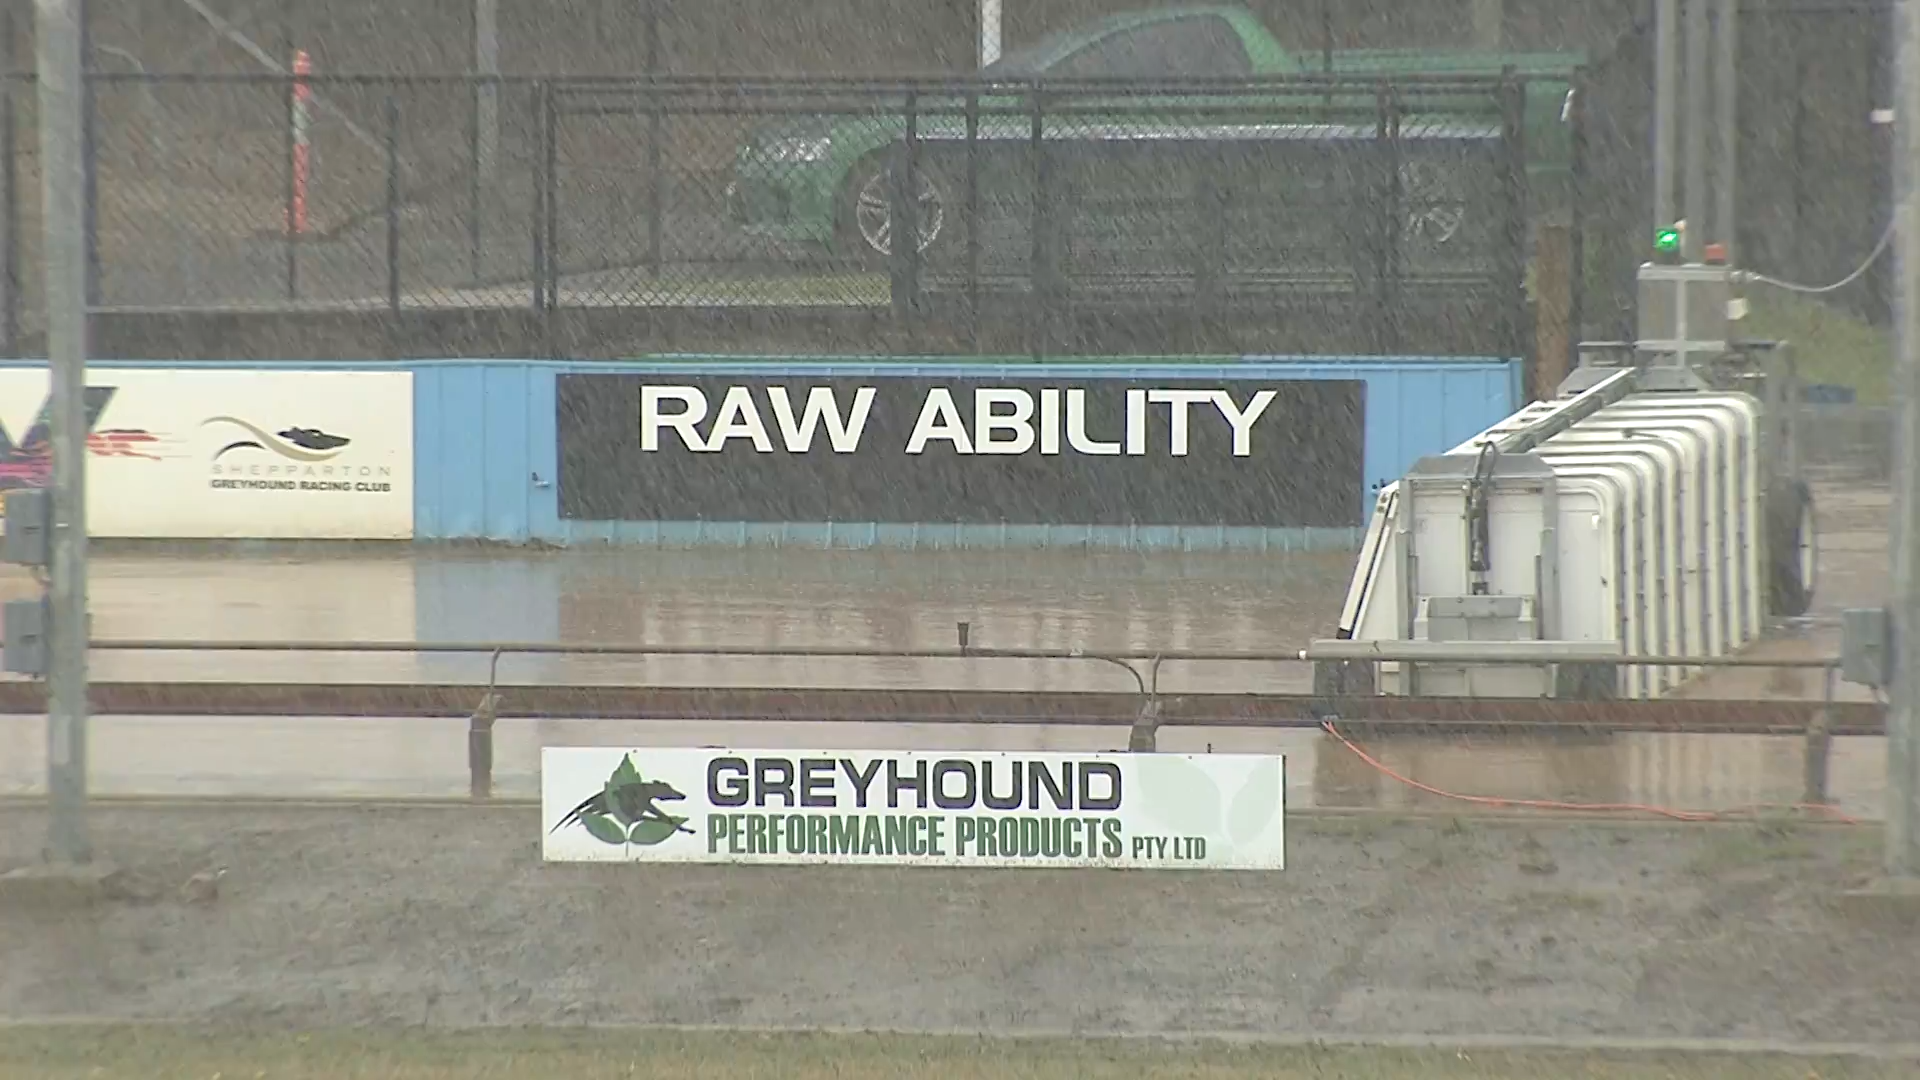 RAW ABILITY
SHEPPARTON
GREYHOUND RACING CLUB
GREYHOUND
PERFORMANCE PRODUCTS PTY LTD